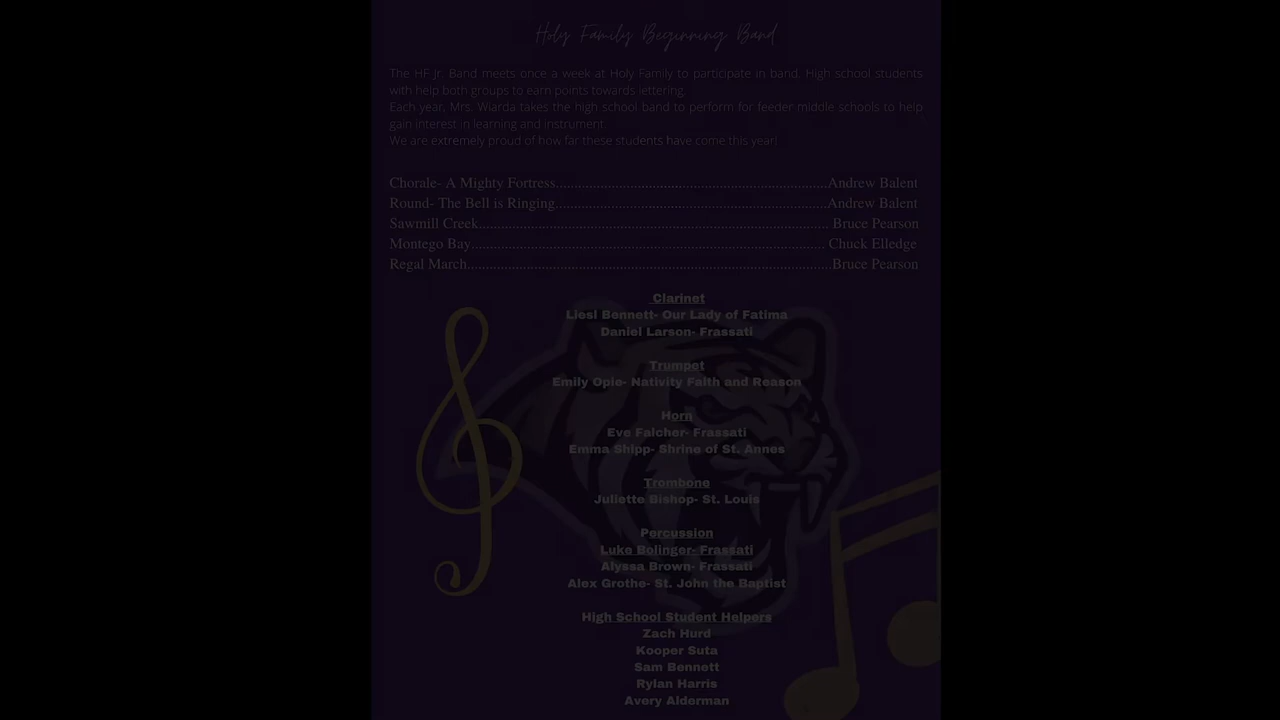 Holy Family Beginning Band
The HF Jr. Band meets once a week at Holy Family to participate in band. High school students
with help both groups to earn points towards lettering.
Each year, Mrs. Wiarda takes the high school band to perform for feeder middle schools to help
gain interest in learning and instrument.
We are extremely proud of how far these students have come this year!
Chorale- A Mighty Fortress........................................................................Andrew Balent
Round- The Bell is Ringing........................................................................Andrew Balent
Sawmill Creek............................................................................................. Bruce Pearson
Montego Bay.............................................................................................. Chuck Elledge
Regal March.................................................................................................Bruce Pearson
Clarinet
Liesl Bennett- Our Lady of Fatima
Daniel Larson- Frassati
Trumpet
Emily Opie- Nativity Faith and Reason
Horn
Eve Falcher- Frassati
Emma Shipp- Shrine of St. Annes
Trombone
Juliette Bishop- St. Louis
Percussion
Luke Bolinger- Frassati
Alyssa Brown- Frassati
Alex Grothe- St. John the Baptist
High School Student Helpers
Zach Hurd
Kooper Suta
Sam Bennett
Rylan Harris
Avery Alderman